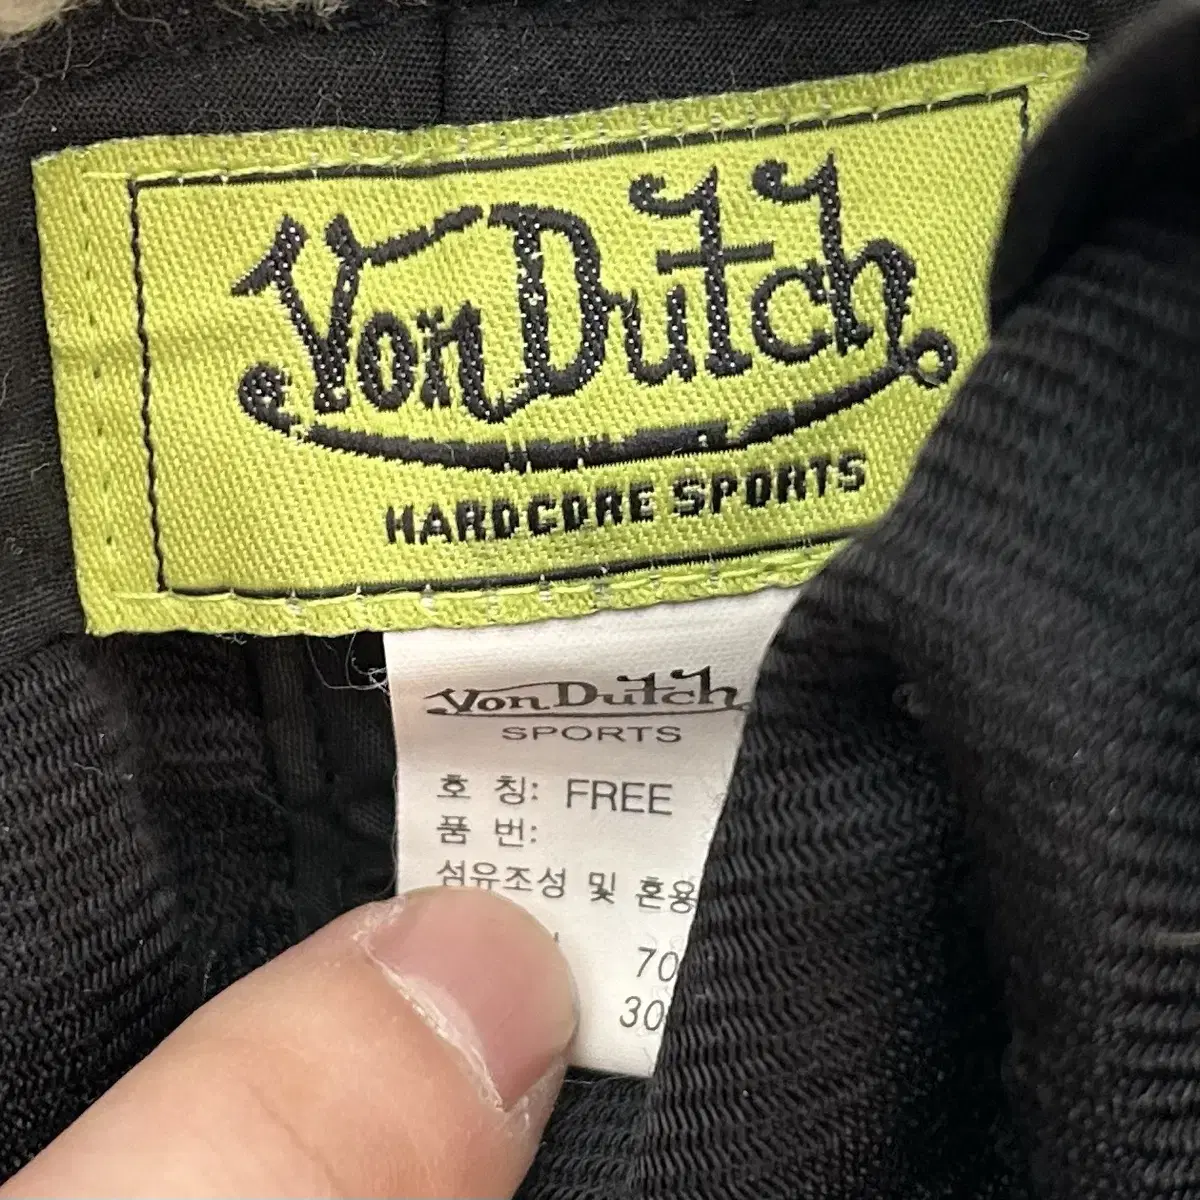 Von Dutch
HARDCORE SPORTS
Von Dutch
SPORTS
호 칭: FREE
품 번:
섬유조성 및 혼용
70
30